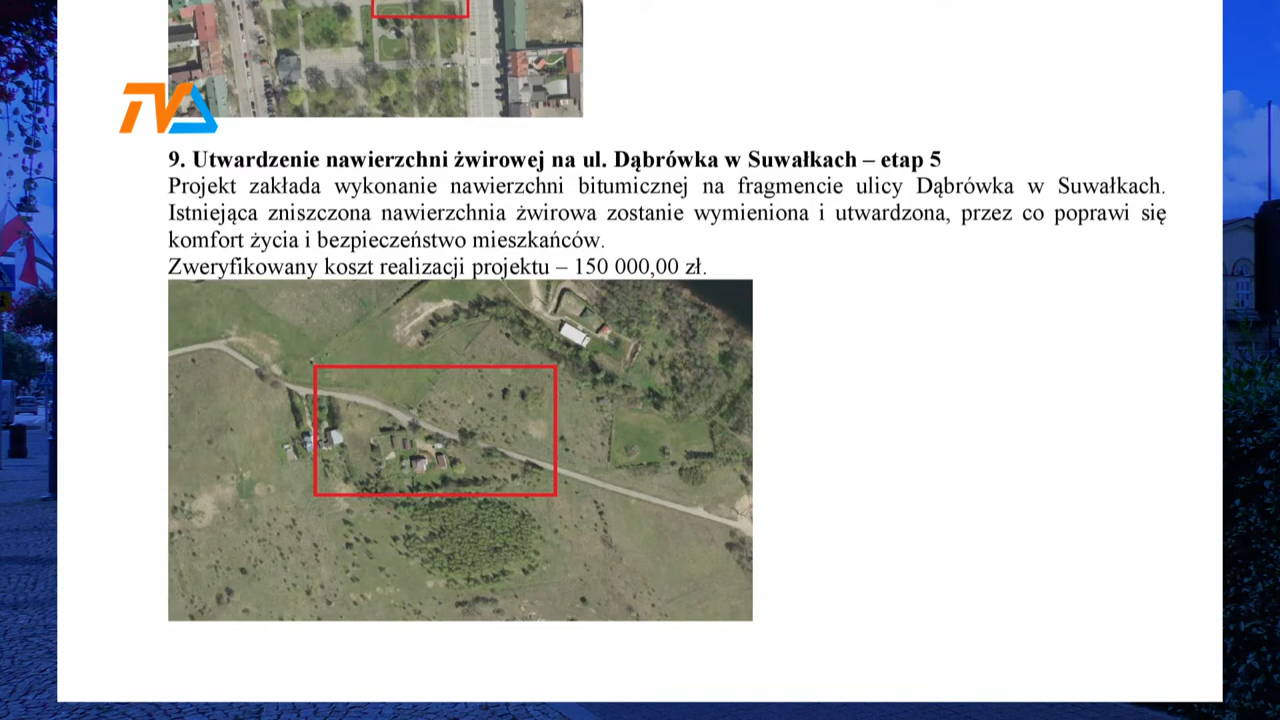 TVA
9. Utwardzenie nawierzchni żwirowej na ul. Dąbrówka w Suwałkach – etap 5
Projekt zakłada wykonanie nawierzchni bitumicznej na fragmencie ulicy Dąbrówka w Suwałkach.
Istniejąca zniszczona nawierzchnia żwirowa zostanie wymieniona i utwardzona, przez co poprawi się
komfort życia i bezpieczeństwo mieszkańców.
Zweryfikowany koszt realizacji projektu – 150 000,00 zł.